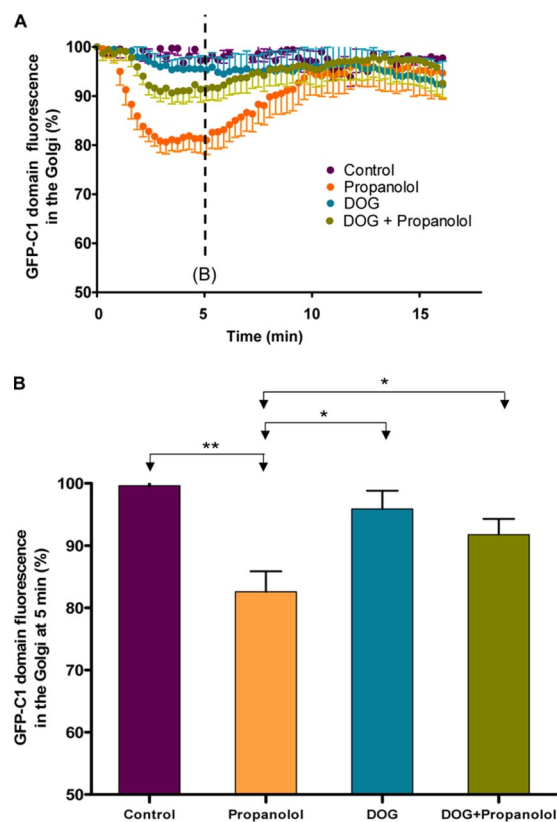 A
GFP-C1 domain fluorescence
in the Golgi (%)
100
90
80
70
60
50
Control
Propanolol
DOG
DOG + Propanolol
(B)
0
5
10
15
Time (min)
B
*
*
**
GFP-C1 domain fluorescence
in the Golgi at 5 min (%)
100
90
80
70
60
50
Control
Propanolol
DOG
DOG+Propanolol